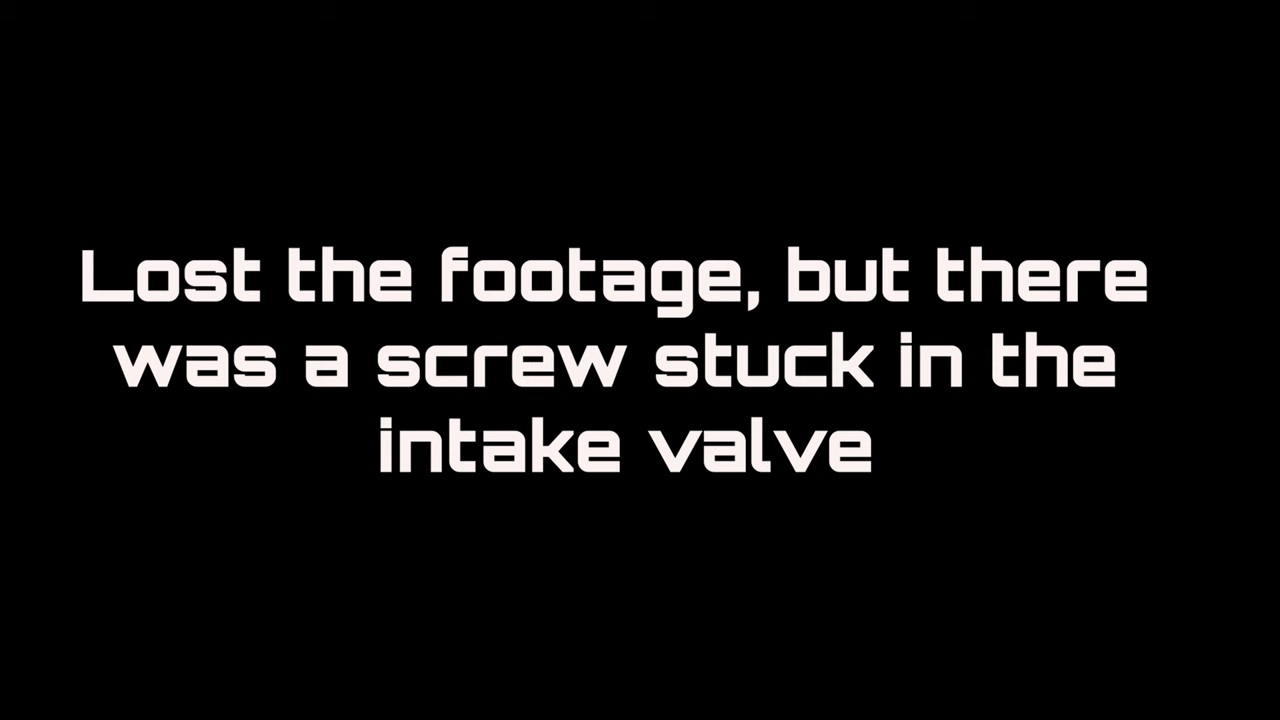 Lost the footage, but there
was a screw stuck in the
intake valve